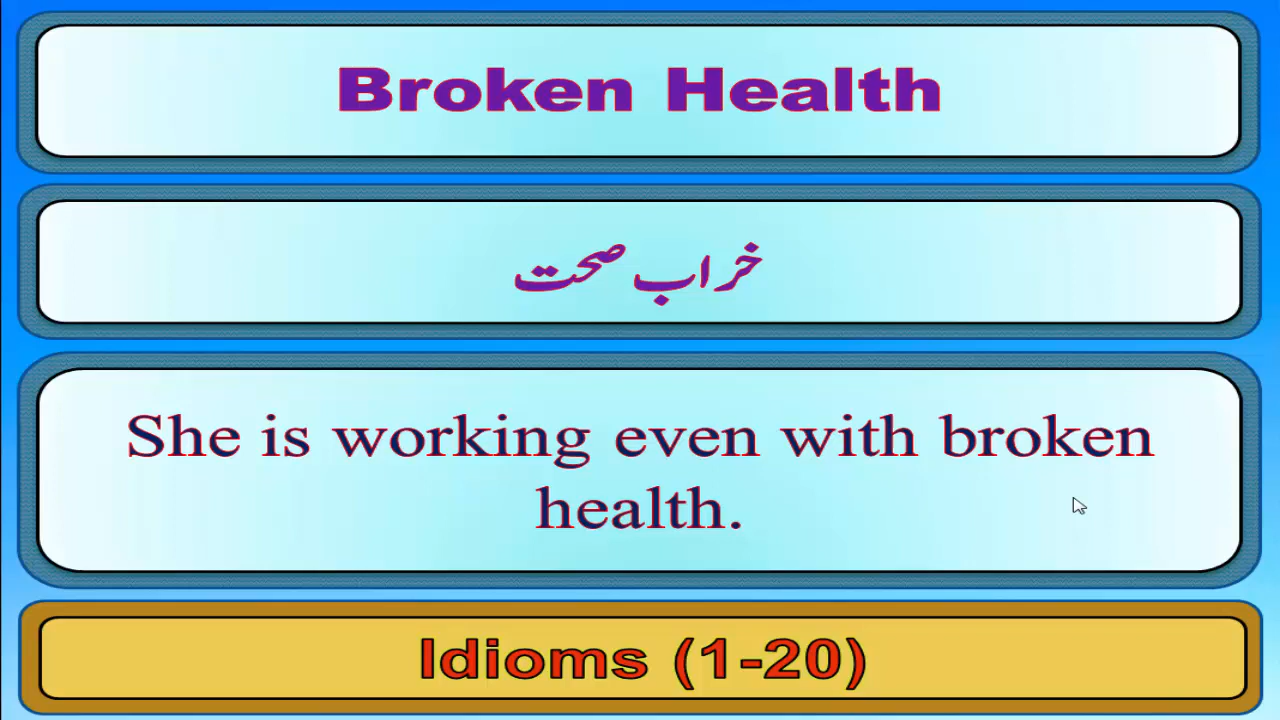 Broken Health
خراب صحت
She is working even with broken
health.
Idioms (1-20)